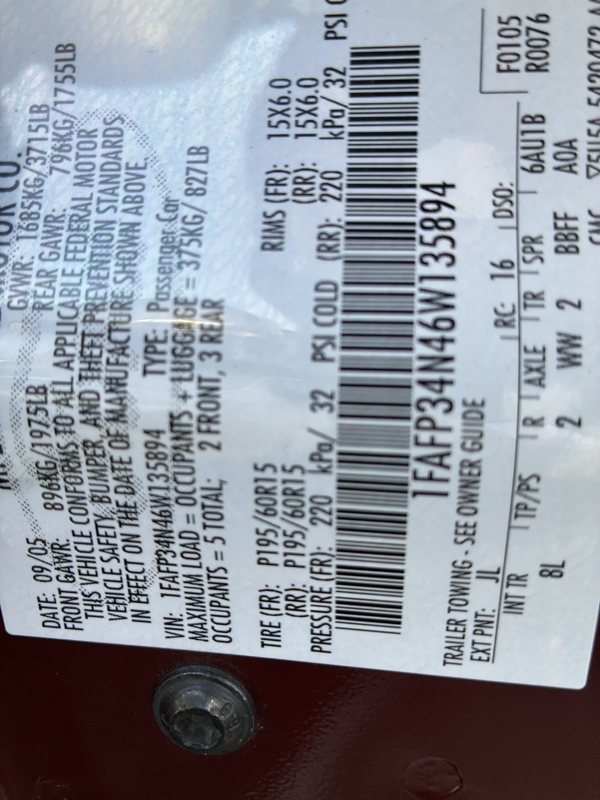 OR CO.
DATE: 09/05 GVWR: 1685KG/3715LB
FRONT GAWR: 896KG/1975LB REAR GAWR: 796KG/1755LB
THIS VEHICLE CONFORMS TO ALL APPLICABLE FEDERAL MOTOR
VEHICLE SAFETY, BUMPER, AND THEFT PREVENTION STANDARDS
IN EFFECT ON THE DATE OF MANUFACTURE SHOWN ABOVE.
VIN: 1FAFP34N46W135894 TYPE: Passenger Car
MAXIMUM LOAD = OCCUPANTS + LUGGAGE = 375KG/ 827LB
OCCUPANTS = 5 TOTAL; 2 FRONT, 3 REAR
TIRE (FR): P195/60R15 RIMS (FR): 15X6.0
(RR): P195/60R15 (RR): 15X6.0
PRESSURE (FR): 220 kPa/ 32 PSI COLD (RR): 220 kPa/ 32 PSI C
1FAFP34N46W135894
TRAILER TOWING - SEE OWNER GUIDE F0105
EXT PNT: JL RC: 16 DSO: R0076
INT TR TP/PS R AXLE TR SPR 6AU1B
8L 2 WW 2 BBFF AOA